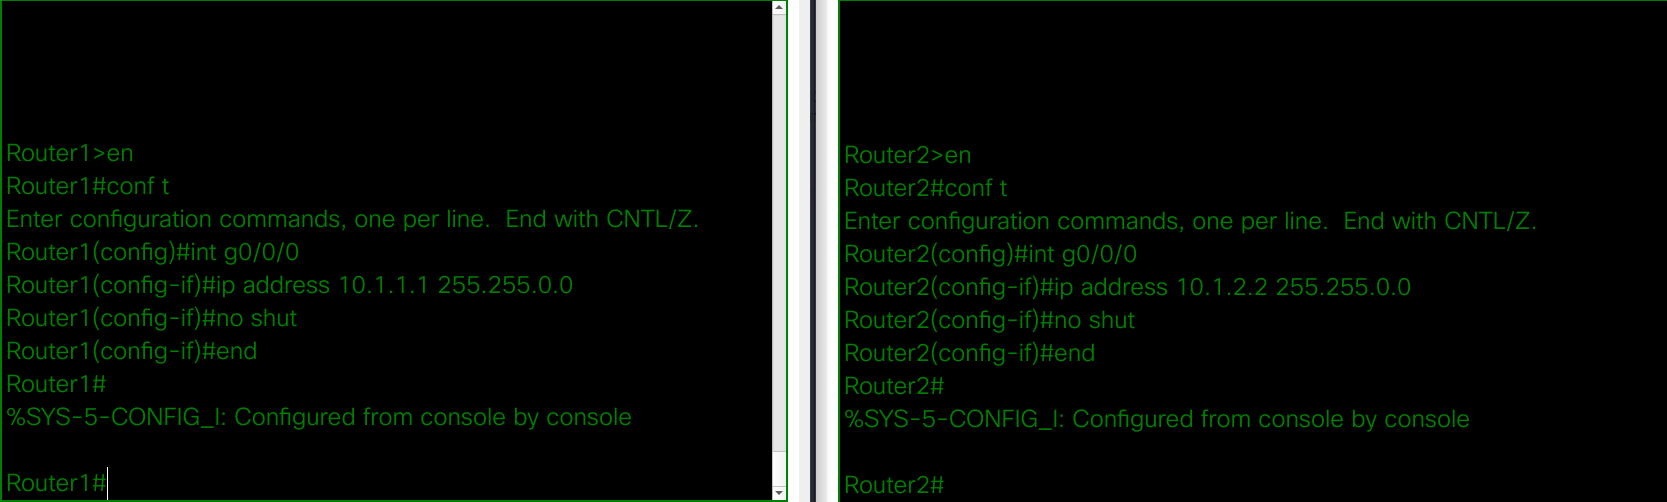 Router1>en
Router1#conf t
Enter configuration commands, one per line.  End with CNTL/Z.
Router1(config)#int g0/0/0
Router1(config-if)#ip address 10.1.1.1 255.255.0.0
Router1(config-if)#no shut
Router1(config-if)#end
Router1#
%SYS-5-CONFIG_I: Configured from console by console
Router1#
Router2>en
Router2#conf t
Enter configuration commands, one per line.  End with CNTL/Z.
Router2(config)#int g0/0/0
Router2(config-if)#ip address 10.1.2.2 255.255.0.0
Router2(config-if)#no shut
Router2(config-if)#end
Router2#
%SYS-5-CONFIG_I: Configured from console by console
Router2#